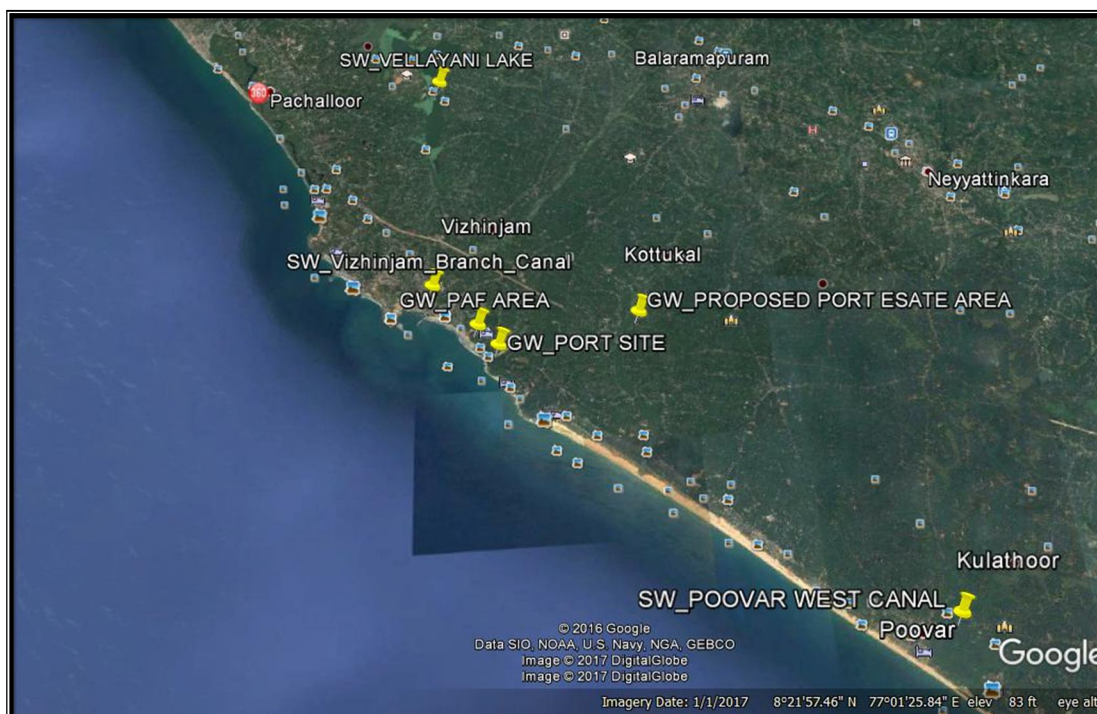 SW_VELLAYANI LAKE
Balaramapuram
360
Pachalloor
Neyyattinkara
Vizhinjam
Kottukal
SW_Vizhinjam_Branch_Canal
GW_PAF AREA
GW_PROPOSED PORT ESATE AREA
GW_PORT SITE
Kulathoor
SW_POOVAR WEST CANAL
Poovar
© 2016 Google
Data SIO, NOAA, U.S. Navy, NGA, GEBCO
Image © 2017 DigitalGlobe
Image © 2017 DigitalGlobe
Google
Imagery Date: 1/1/2017 8°21'57.46" N 77°01'25.84" E elev 83 ft eye alt